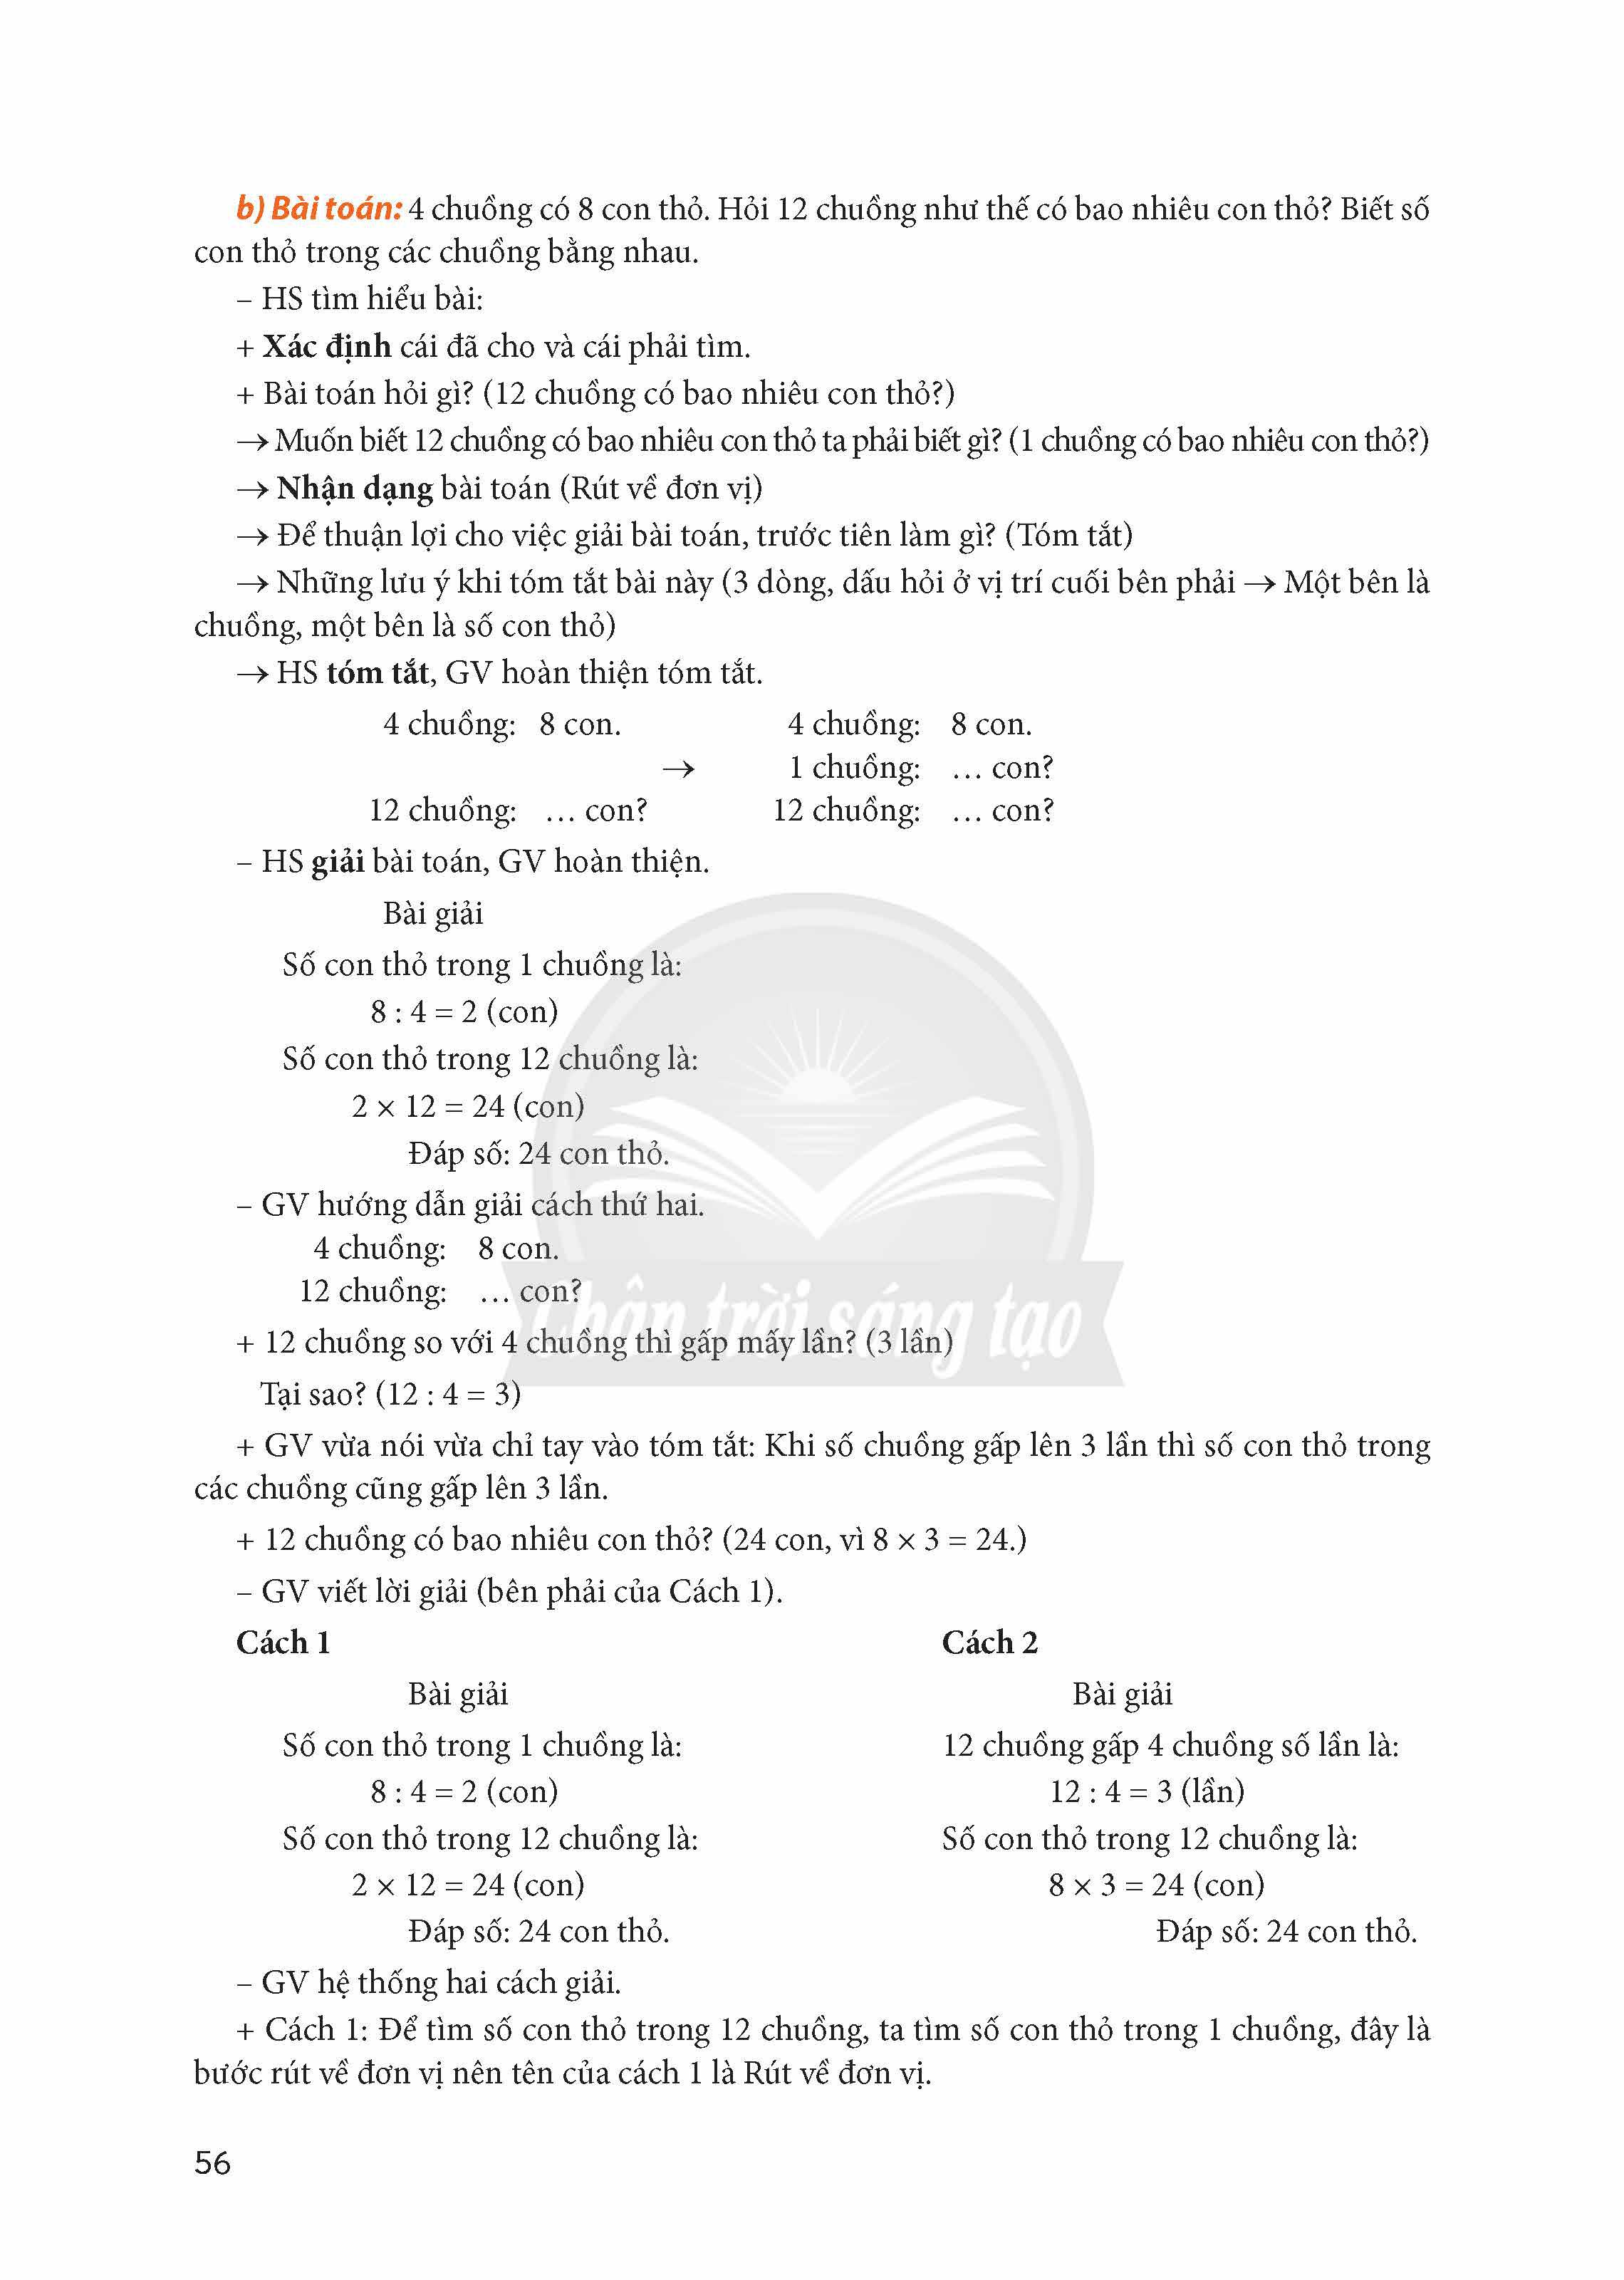 b) Bài toán: 4 chuồng có 8 con thỏ. Hỏi 12 chuồng như thế có bao nhiêu con thỏ? Biết số
con thỏ trong các chuồng bằng nhau.
– HS tìm hiểu bài:
+ Xác định cái đã cho và cái phải tìm.
+ Bài toán hỏi gì? (12 chuồng có bao nhiêu con thỏ?)
→ Muốn biết 12 chuồng có bao nhiêu con thỏ ta phải biết gì? (1 chuồng có bao nhiêu con thỏ?)
→ Nhận dạng bài toán (Rút về đơn vị)
→ Để thuận lợi cho việc giải bài toán, trước tiên làm gì? (Tóm tắt)
→ Những lưu ý khi tóm tắt bài này (3 dòng, dấu hỏi ở vị trí cuối bên phải → Một bên là
chuồng, một bên là số con thỏ)
→ HS tóm tắt, GV hoàn thiện tóm tắt.
4 chuồng: 8 con. 4 chuồng: 8 con.
→ 1 chuồng: … con?
12 chuồng: … con? 12 chuồng: … con?
– HS giải bài toán, GV hoàn thiện.
Bài giải
Số con thỏ trong 1 chuồng là:
8 : 4 = 2 (con)
Số con thỏ trong 12 chuồng là:
2 × 12 = 24 (con)
Đáp số: 24 con thỏ.
– GV hướng dẫn giải cách thứ hai.
4 chuồng: 8 con.
12 chuồng: … con?
Chân trời sáng tạo
+ 12 chuồng so với 4 chuồng thì gấp mấy lần? (3 lần)
Tại sao? (12 : 4 = 3)
+ GV vừa nói vừa chỉ tay vào tóm tắt: Khi số chuồng gấp lên 3 lần thì số con thỏ trong
các chuồng cũng gấp lên 3 lần.
+ 12 chuồng có bao nhiêu con thỏ? (24 con, vì 8 × 3 = 24.)
– GV viết lời giải (bên phải của Cách 1).
Cách 1 Cách 2
Bài giải Bài giải
Số con thỏ trong 1 chuồng là: 12 chuồng gấp 4 chuồng số lần là:
8 : 4 = 2 (con) 12 : 4 = 3 (lần)
Số con thỏ trong 12 chuồng là: Số con thỏ trong 12 chuồng là:
2 × 12 = 24 (con) 8 × 3 = 24 (con)
Đáp số: 24 con thỏ. Đáp số: 24 con thỏ.
– GV hệ thống hai cách giải.
+ Cách 1: Để tìm số con thỏ trong 12 chuồng, ta tìm số con thỏ trong 1 chuồng, đây là
bước rút về đơn vị nên tên của cách 1 là Rút về đơn vị.
56